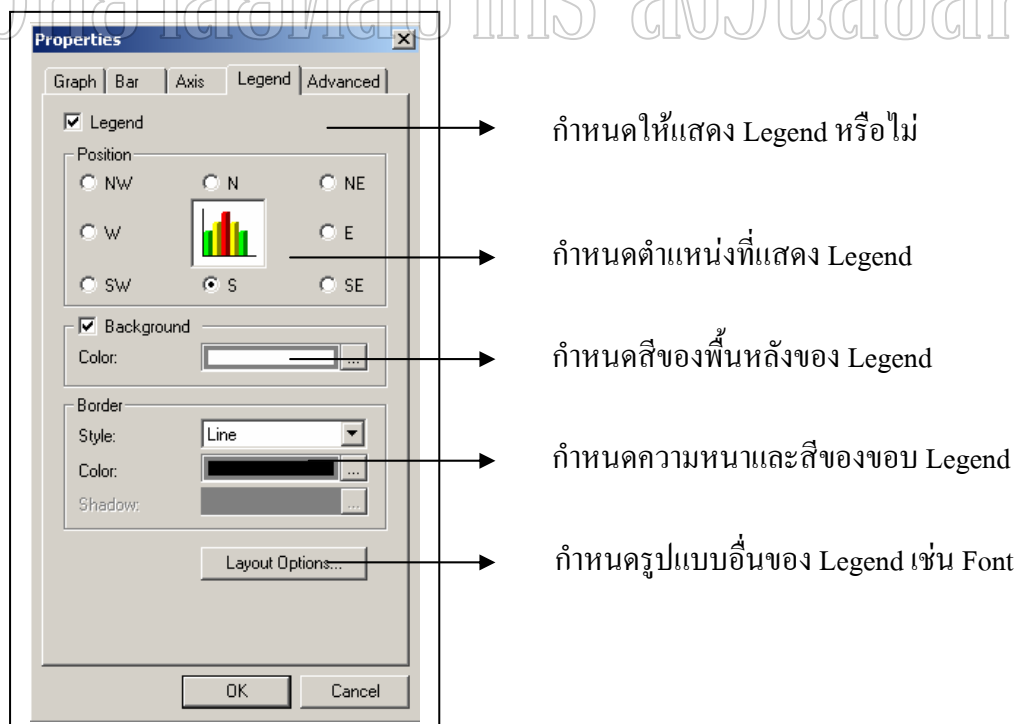 Properties
Graph Bar Axis Legend Advanced
Legend
กำหนดให้แสดง Legend หรือไม่
Position
NW N NE
W E
กำหนดตำแหน่งที่แสดง Legend
SW S SE
Background
Color: ...
กำหนดสีของพื้นหลังของ Legend
Border
Style: Line
Color: ...
กำหนดความหนาและสีของขอบ Legend
Shadow: ...
Layout Options...
กำหนดรูปแบบอื่นของ Legend เช่น Font
OK Cancel